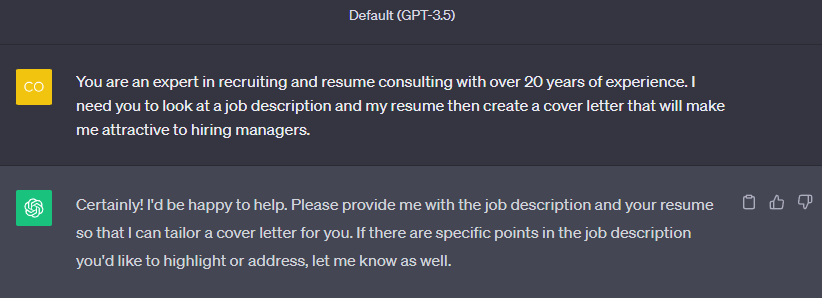 Default (GPT-3.5)
CO
You are an expert in recruiting and resume consulting with over 20 years of experience. I
need you to look at a job description and my resume then create a cover letter that will make
me attractive to hiring managers.
Certainly! I'd be happy to help. Please provide me with the job description and your resume
so that I can tailor a cover letter for you. If there are specific points in the job description
you'd like to highlight or address, let me know as well.